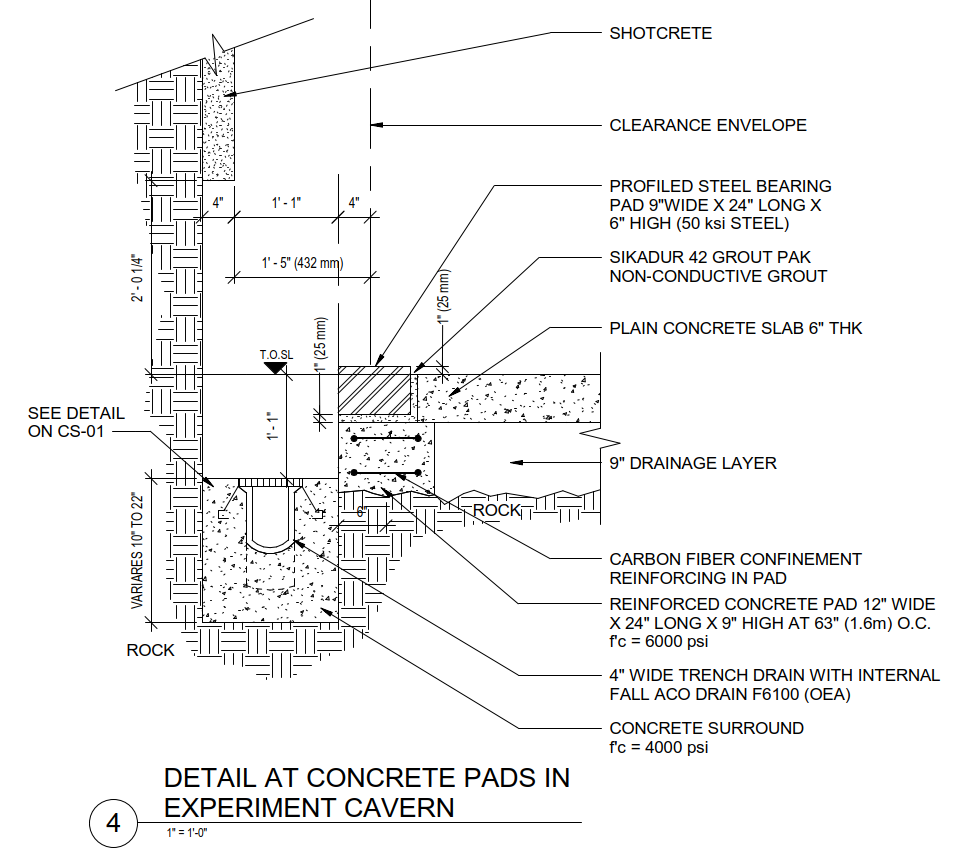 SHOTCRETE
CLEARANCE ENVELOPE
PROFILED STEEL BEARING
PAD 9"WIDE X 24" LONG X
6" HIGH (50 ksi STEEL)
4"
1' - 1"
4"
SIKADUR 42 GROUT PAK
NON-CONDUCTIVE GROUT
1' - 5" (432 mm)
2' - 0 1/4"
1" (25 mm)
1" (25 mm)
PLAIN CONCRETE SLAB 6" THK
T.O.SL
SEE DETAIL
ON CS-01
1' - 1"
9" DRAINAGE LAYER
ROCK
6"
VARIARES 10" TO 22"
CARBON FIBER CONFINEMENT
REINFORCING IN PAD
REINFORCED CONCRETE PAD 12" WIDE
X 24" LONG X 9" HIGH AT 63" (1.6m) O.C.
f'c = 6000 psi
ROCK
4" WIDE TRENCH DRAIN WITH INTERNAL
FALL ACO DRAIN F6100 (OEA)
CONCRETE SURROUND
f'c = 4000 psi
DETAIL AT CONCRETE PADS IN
EXPERIMENT CAVERN
4
1" = 1'-0"